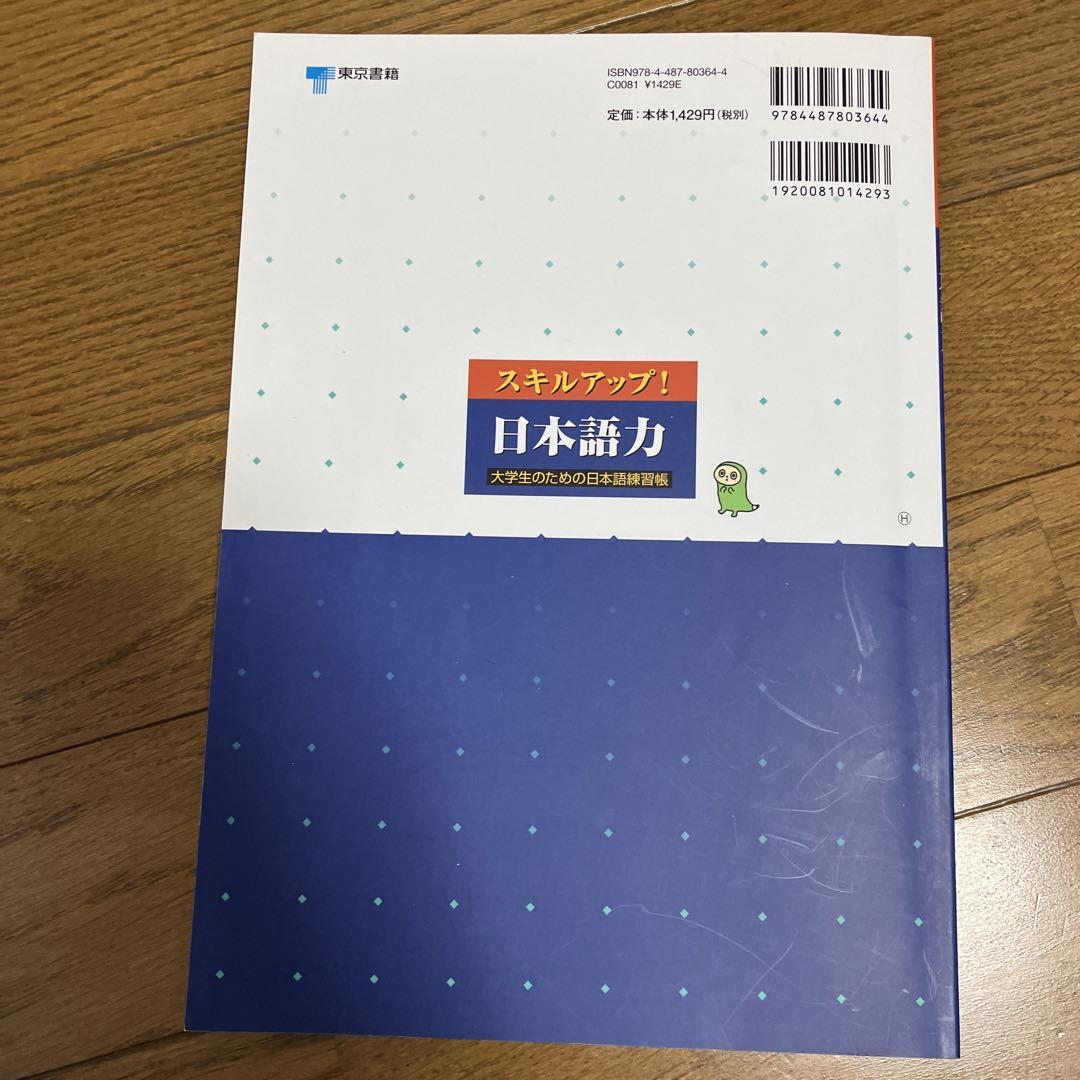 東京書籍
ISBN978-4-487-80364-4
C0081 ¥1429E
定価:本体1,429円(税別)
9784487803644
1920081014293
スキルアップ!
日本語力
大学生のための日本語練習帳
H